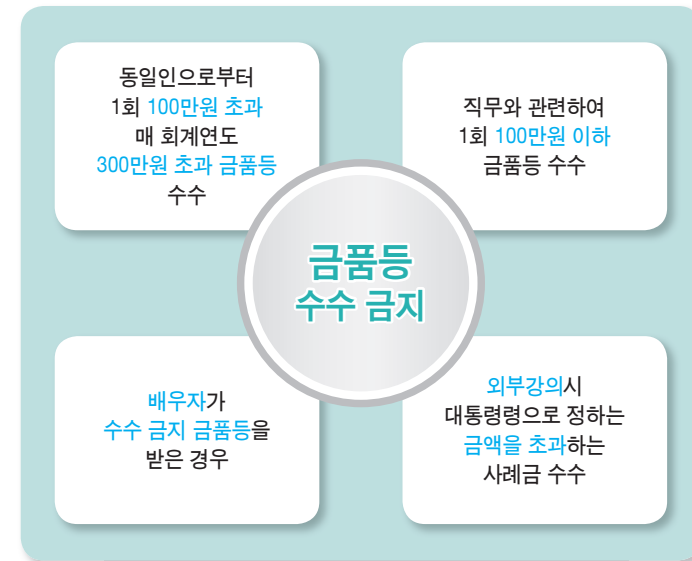 동일인으로부터
1회 100만원 초과
매 회계연도
300만원 초과 금품등
수수
직무와 관련하여
1회 100만원 이하
금품등 수수
금품등
수수 금지
배우자가
수수 금지 금품등을
받은 경우
외부강의시
대통령령으로 정하는
금액을 초과하는
사례금 수수